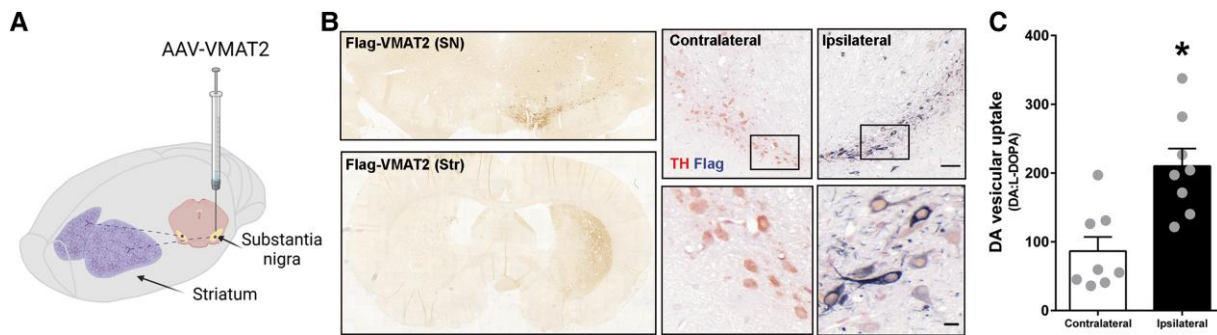 A
AAV-VMAT2
Substantia
nigra
Striatum
B
Flag-VMAT2 (SN)
Flag-VMAT2 (Str)
Contralateral
Ipsilateral
TH Flag
C
*
DA vesicular uptake
(DA:L-DOPA)
400
300
200
100
0
Contralateral
Ipsilateral